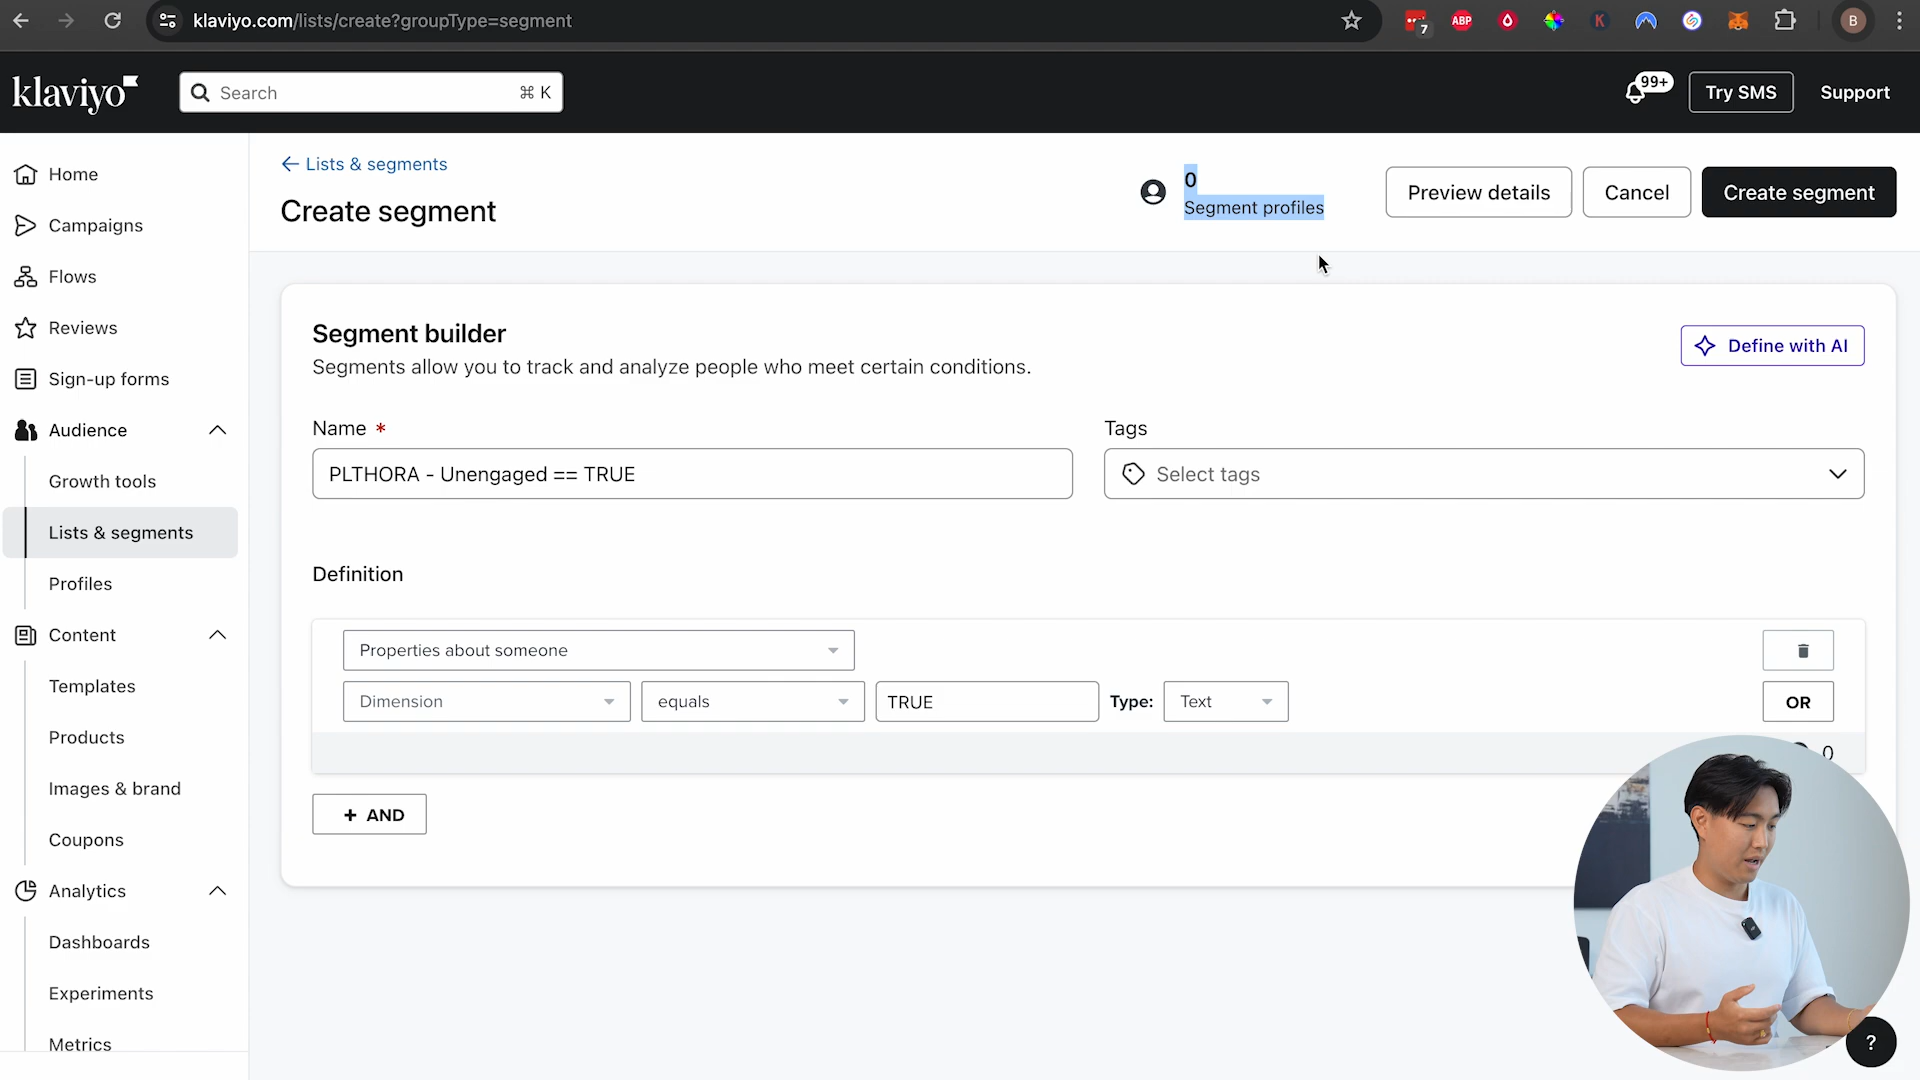 klaviyo.com/lists/create?groupType=segment
7
ABP
K
B
klaviyo
Search
⌘ K
99+
Try SMS
Support
Home
Campaigns
Flows
Reviews
Sign-up forms
Audience
Growth tools
Lists & segments
Profiles
Content
Templates
Products
Images & brand
Coupons
Analytics
Dashboards
Experiments
Metrics
← Lists & segments
Create segment
0
Segment profiles
Preview details
Cancel
Create segment
Segment builder
Segments allow you to track and analyze people who meet certain conditions.
Define with AI
Name *
PLTHORA - Unengaged == TRUE
Tags
Select tags
Definition
Properties about someone
Dimension
equals
TRUE
Type:
Text
OR
0
+ AND
?